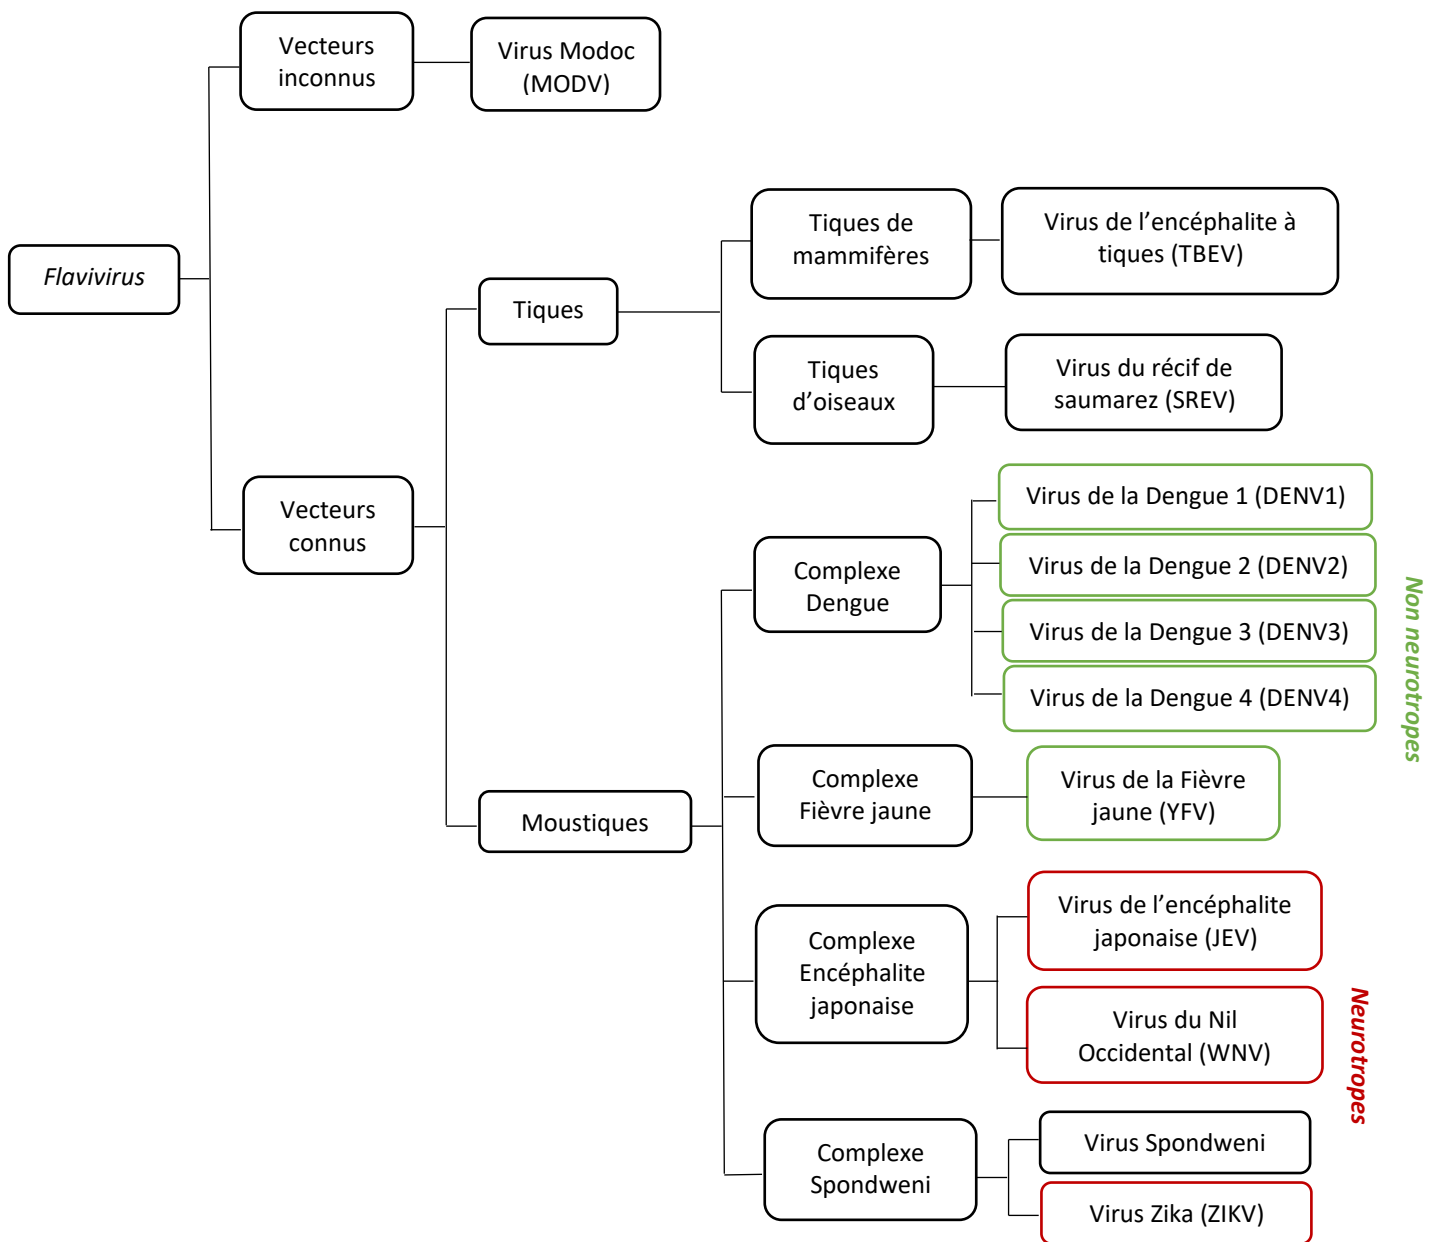 Vecteurs
inconnus
Virus Modoc
(MODV)
Flavivirus
Tiques de
mammifères
Virus de l’encéphalite à
tiques (TBEV)
Tiques
Tiques
d’oiseaux
Virus du récif de
saumarez (SREV)
Vecteurs
connus
Complexe
Dengue
Virus de la Dengue 1 (DENV1)
Virus de la Dengue 2 (DENV2)
Virus de la Dengue 3 (DENV3)
Virus de la Dengue 4 (DENV4)
Non neurotropes
Moustiques
Complexe
Fièvre jaune
Virus de la Fièvre
jaune (YFV)
Complexe
Encéphalite
japonaise
Virus de l’encéphalite
japonaise (JEV)
Virus du Nil
Occidental (WNV)
Neurotropes
Complexe
Spondweni
Virus Spondweni
Virus Zika (ZIKV)